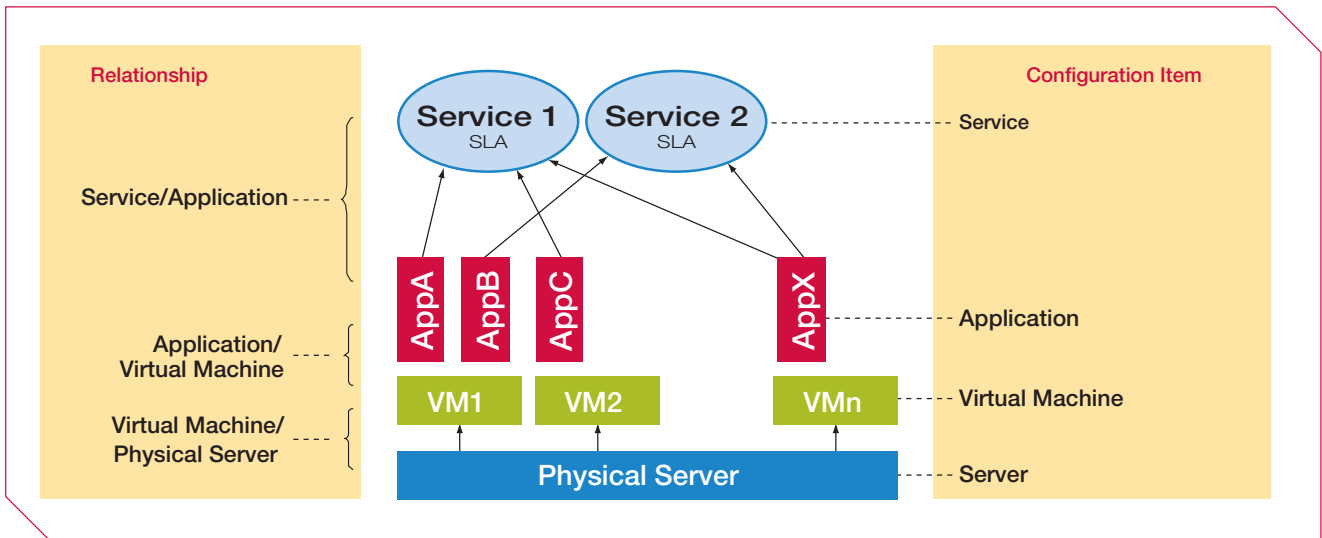 Relationship
Service/Application
Application/
Virtual Machine
Virtual Machine/
Physical Server
Service 1
SLA
Service 2
SLA
AppA
AppB
AppC
AppX
VM1
VM2
VMn
Physical Server
Configuration Item
Service
Application
Virtual Machine
Server